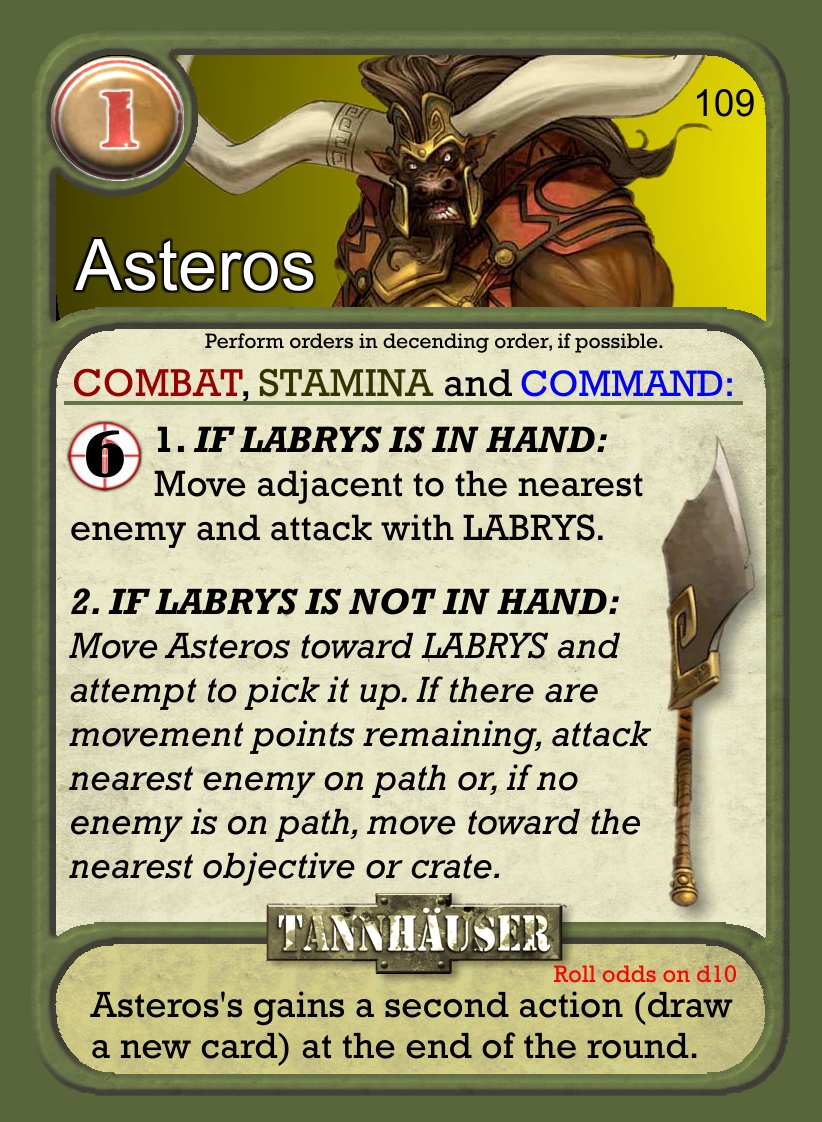 1
109
Asteros
Perform orders in decending order, if possible.
COMBAT, STAMINA and COMMAND:
6
1. IF LABRYS IS IN HAND:
Move adjacent to the nearest
enemy and attack with LABRYS.
2. IF LABRYS IS NOT IN HAND:
Move Asteros toward LABRYS and
attempt to pick it up. If there are
movement points remaining, attack
nearest enemy on path or, if no
enemy is on path, move toward the
nearest objective or crate.
TANNHÄUSER
Roll odds on d10
Asteros's gains a second action (draw
a new card) at the end of the round.